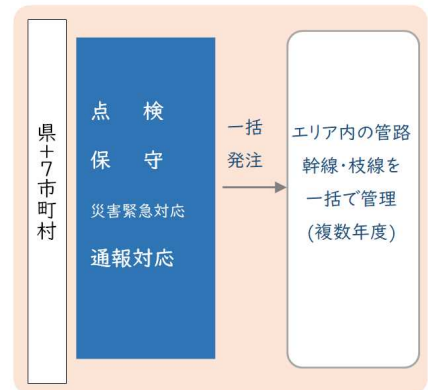 県+7市町村
点 検
保 守
災害緊急対応
通報対応
一括
発注
エリア内の管路
幹線・枝線を
一括で管理
(複数年度)